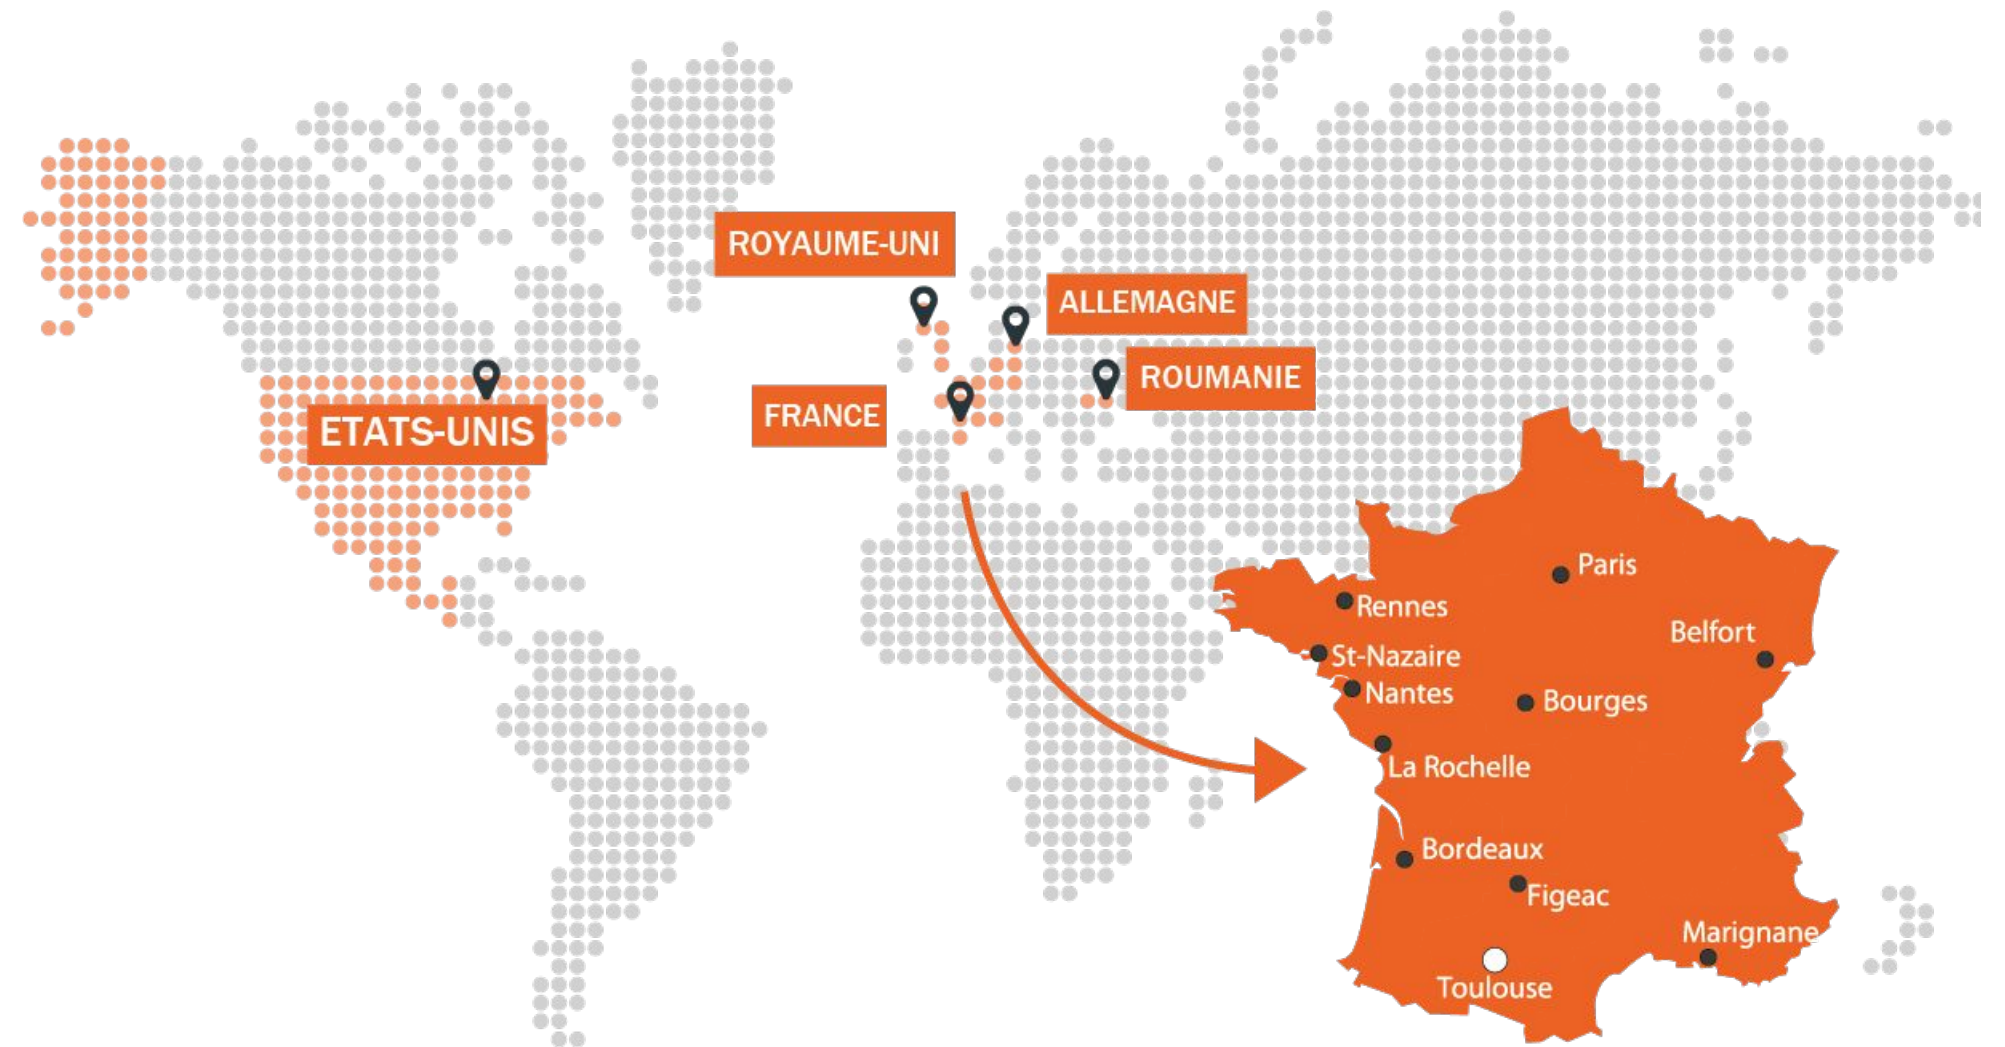 ROYAUME-UNI
ALLEMAGNE
ROUMANIE
FRANCE
ETATS-UNIS
Paris
Rennes
Belfort
St-Nazaire
Nantes
Bourges
La Rochelle
Bordeaux
Figeac
Marignane
Toulouse